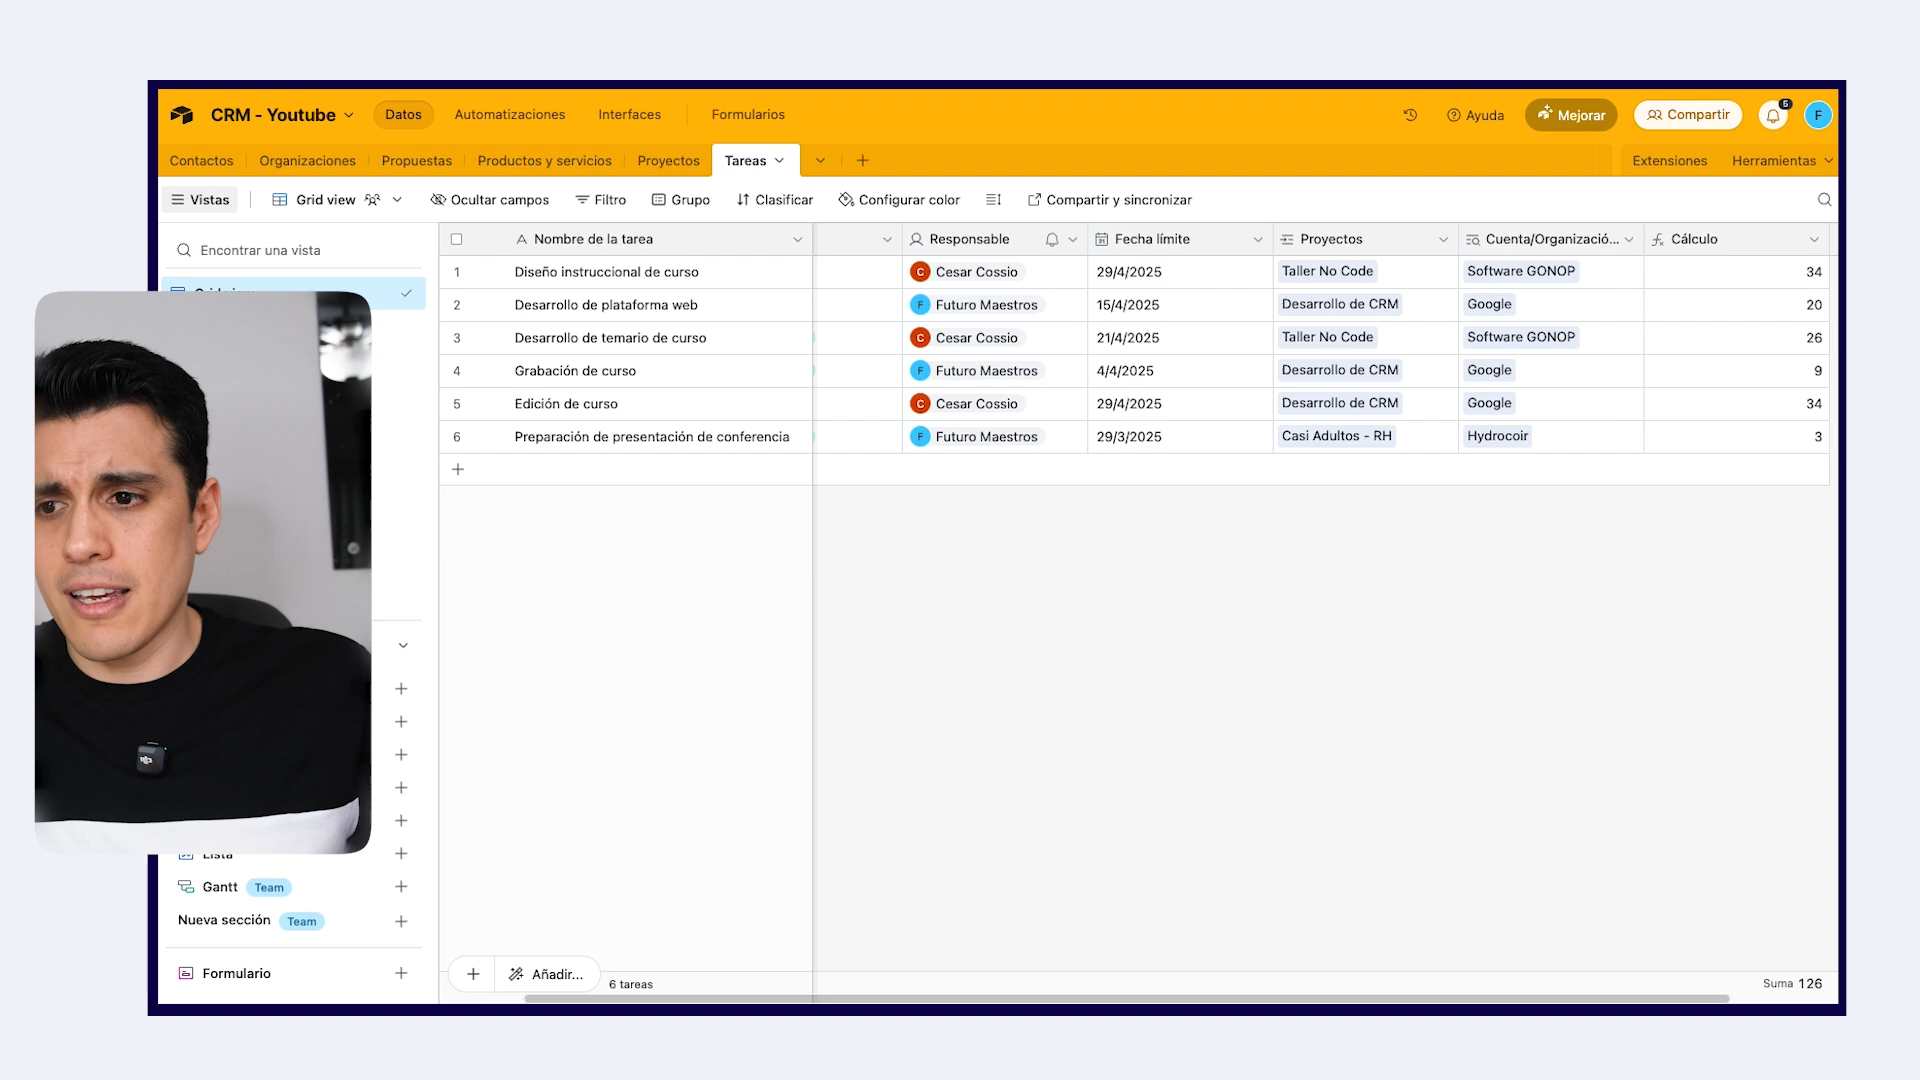 CRM - Youtube Datos Automatizaciones Interfaces Formularios Ayuda Mejorar Compartir 6 F
Contactos Organizaciones Propuestas Productos y servicios Proyectos Tareas Extensiones Herramientas
Vistas Grid view Ocultar campos Filtro Grupo Clasificar Configurar color Compartir y sincronizar
Encontrar una vista
Nombre de la tarea Responsable Fecha límite Proyectos Cuenta/Organizació... Cálculo
1 Diseño instruccional de curso C Cesar Cossio 29/4/2025 Taller No Code Software GONOP 34
2 Desarrollo de plataforma web F Futuro Maestros 15/4/2025 Desarrollo de CRM Google 20
3 Desarrollo de temario de curso C Cesar Cossio 21/4/2025 Taller No Code Software GONOP 26
4 Grabación de curso F Futuro Maestros 4/4/2025 Desarrollo de CRM Google 9
5 Edición de curso C Cesar Cossio 29/4/2025 Desarrollo de CRM Google 34
6 Preparación de presentación de conferencia F Futuro Maestros 29/3/2025 Casi Adultos - RH Hydrocoir 3
Lista
Gantt Team
Nueva sección Team
Formulario
Añadir...
6 tareas
Suma 126